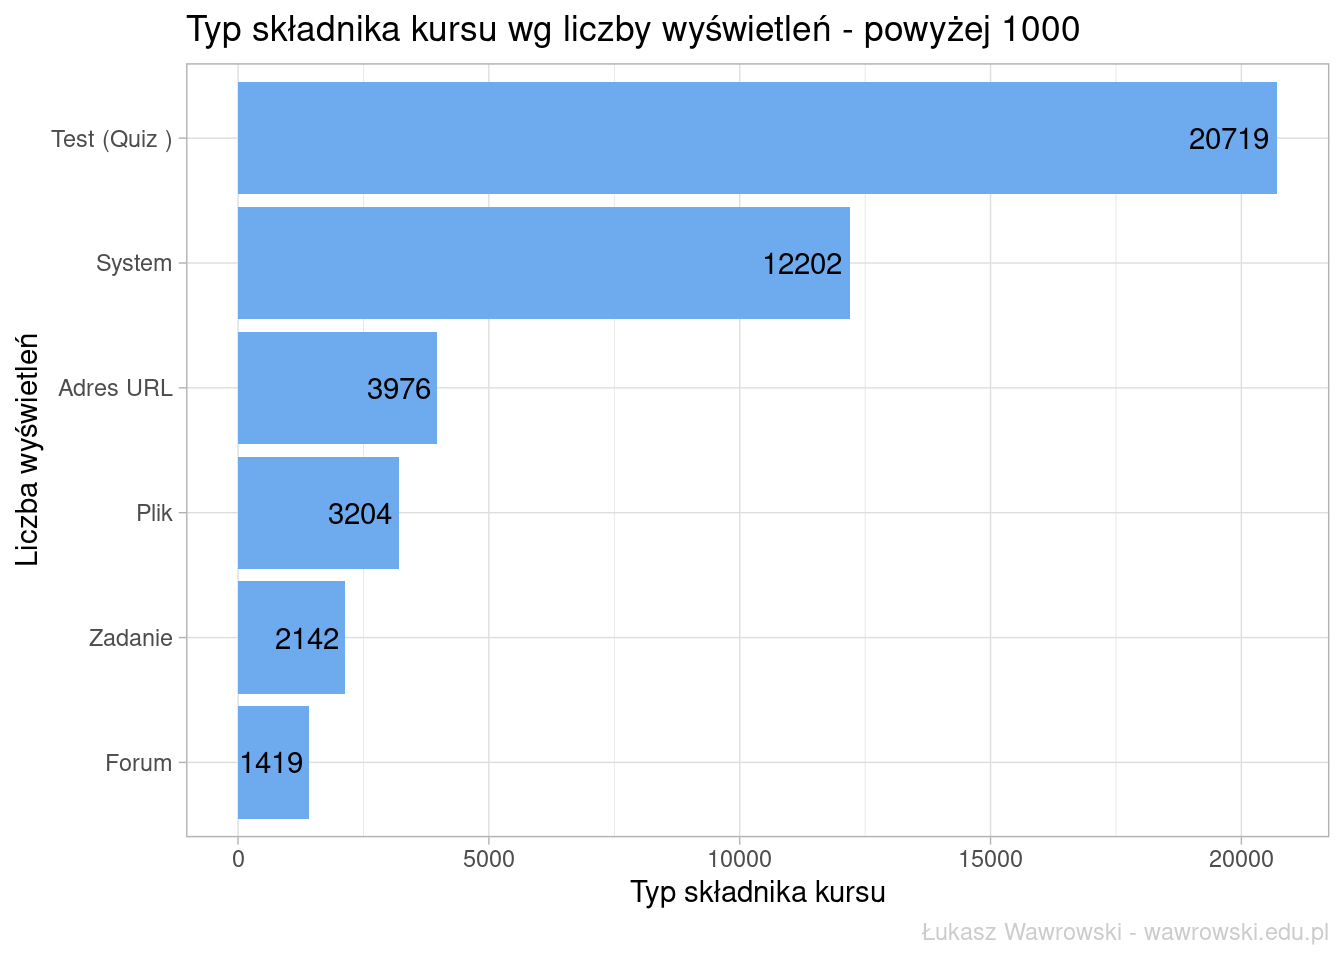 Typ składnika kursu wg liczby wyświetleń - powyżej 1000
Liczba wyświetleń
Test (Quiz )
20719
System
12202
Adres URL
3976
Plik
3204
Zadanie
2142
Forum
1419
0 5000 10000 15000 20000
Typ składnika kursu
Łukasz Wawrowski - wawrowski.edu.pl